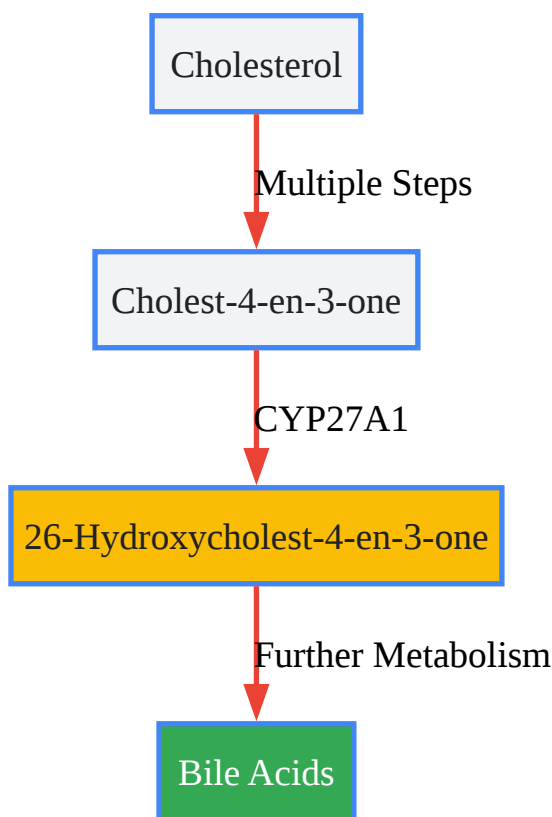 Cholesterol
Multiple Steps
Cholest-4-en-3-one
CYP27A1
26-Hydroxycholest-4-en-3-one
Further Metabolism
Bile Acids